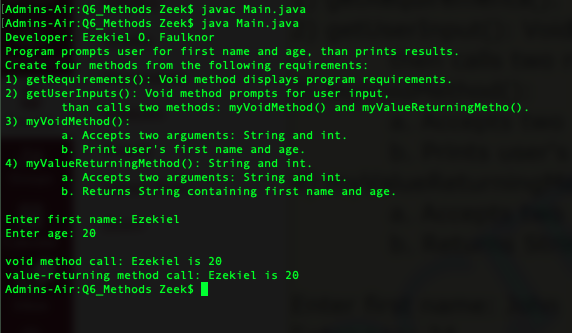 [Admins-Air:Q6_Methods Zeek$ javac Main.java
[Admins-Air:Q6_Methods Zeek$ java Main.java
Developer: Ezekiel O. Faulknor
Program prompts user for first name and age, than prints results.
Create four methods from the following requirements:
1) getRequirements(): Void method displays program requirements.
2) getUserInputs(): Void method prompts for user input,
than calls two methods: myVoidMethod() and myValueReturningMetho().
3) myVoidMethod():
a. Accepts two arguments: String and int.
b. Print user's first name and age.
4) myValueReturningMethod(): String and int.
a. Accepts two arguments: String and int.
b. Returns String containing first name and age.
Enter first name: Ezekiel
Enter age: 20
void method call: Ezekiel is 20
value-returning method call: Ezekiel is 20
Admins-Air:Q6_Methods Zeek$